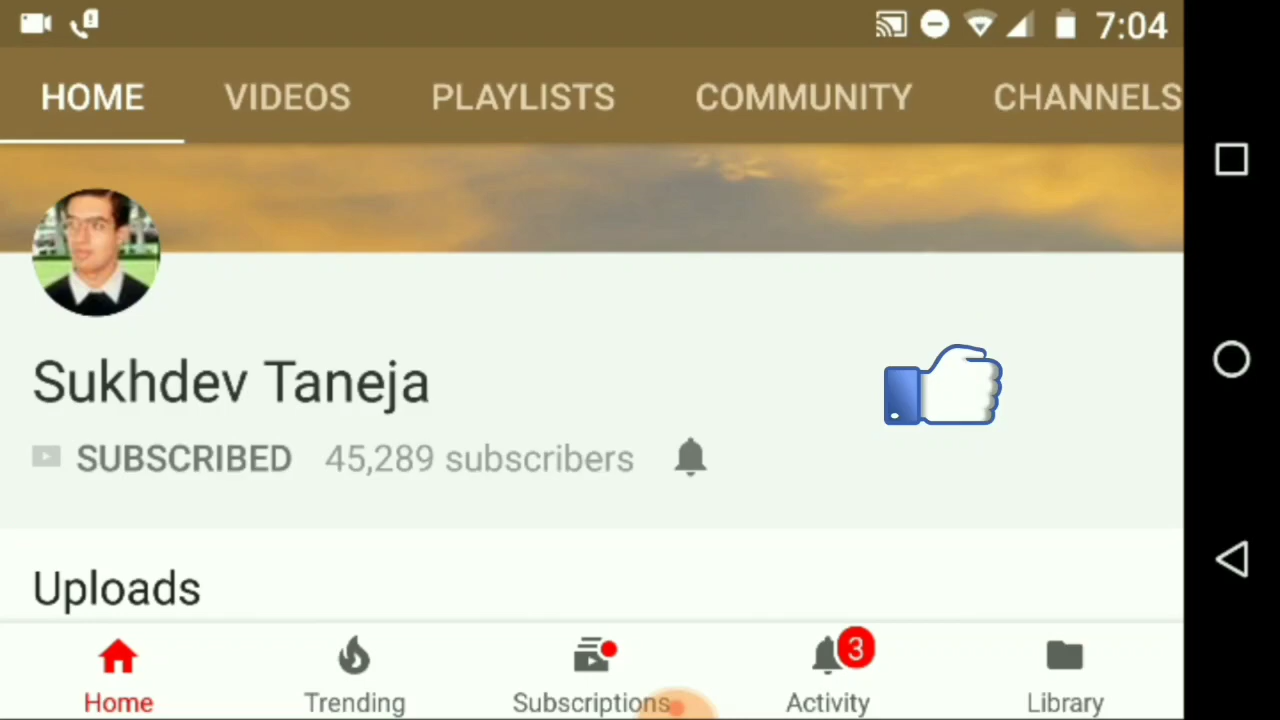 7:04
HOME VIDEOS PLAYLISTS COMMUNITY CHANNELS
Sukhdev Taneja
SUBSCRIBED 45,289 subscribers
Uploads
3
Home Trending Subscriptions Activity Library